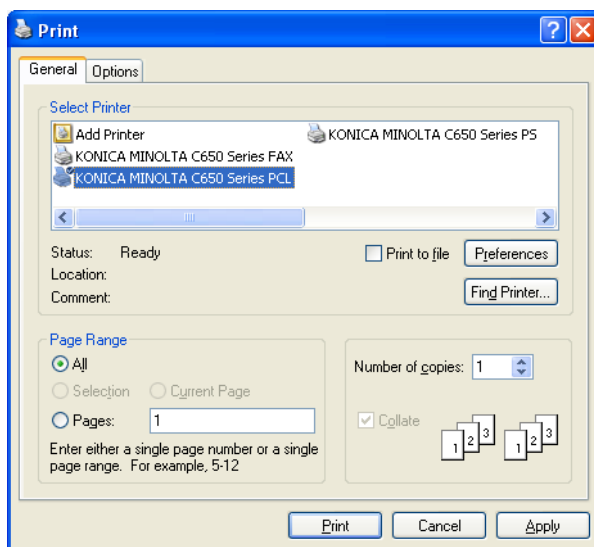 Print
General
Options
Select Printer
Add Printer
KONICA MINOLTA C650 Series PS
KONICA MINOLTA C650 Series FAX
KONICA MINOLTA C650 Series PCL
Status: Ready
Print to file
Preferences
Location:
Comment:
Find Printer...
Page Range
All
Number of copies: 1
Selection
Current Page
Pages: 1
Collate
Enter either a single page number or a single
page range. For example, 5-12
1 2 3
1 2 3
Print
Cancel
Apply